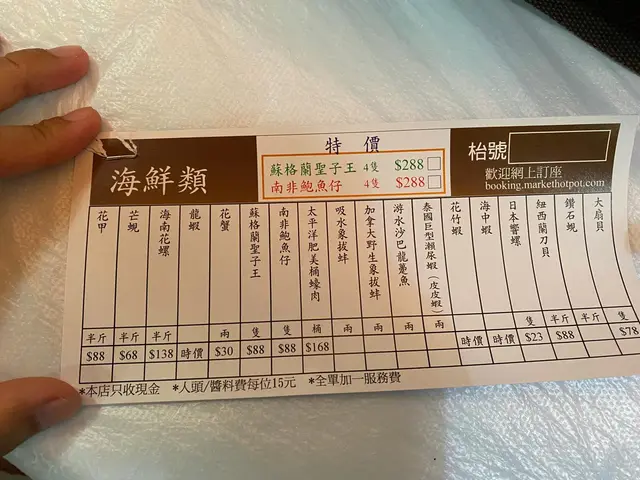 特 價
蘇格蘭聖子王 4隻 $288
南非鮑魚仔 4隻 $288
海鮮類
枱號
歡迎網上訂座
booking.markethotpot.com
花甲
芒蜆
海南花螺
龍蝦
花蟹
蘇格蘭聖子王
南非鮑魚仔
太平洋肥美桶蠔肉
吸水象拔蚌
加拿大野生象拔蚌
游水沙巴龍躉魚
泰國巨型瀨尿蝦（皮皮蝦）
花竹蝦
海中蝦
日本響螺
紐西蘭刀貝
鑽石蜆
大扇貝
半斤 半斤 半斤 兩 隻 隻 桶 兩 兩 兩 兩 隻 半斤 半斤 隻
$88 $68 $138 時價 $30 $88 $88 $168 時價 時價 $23 $88 $78
*本店只收現金 *人頭/醬料費每位15元 *全單加一服務費